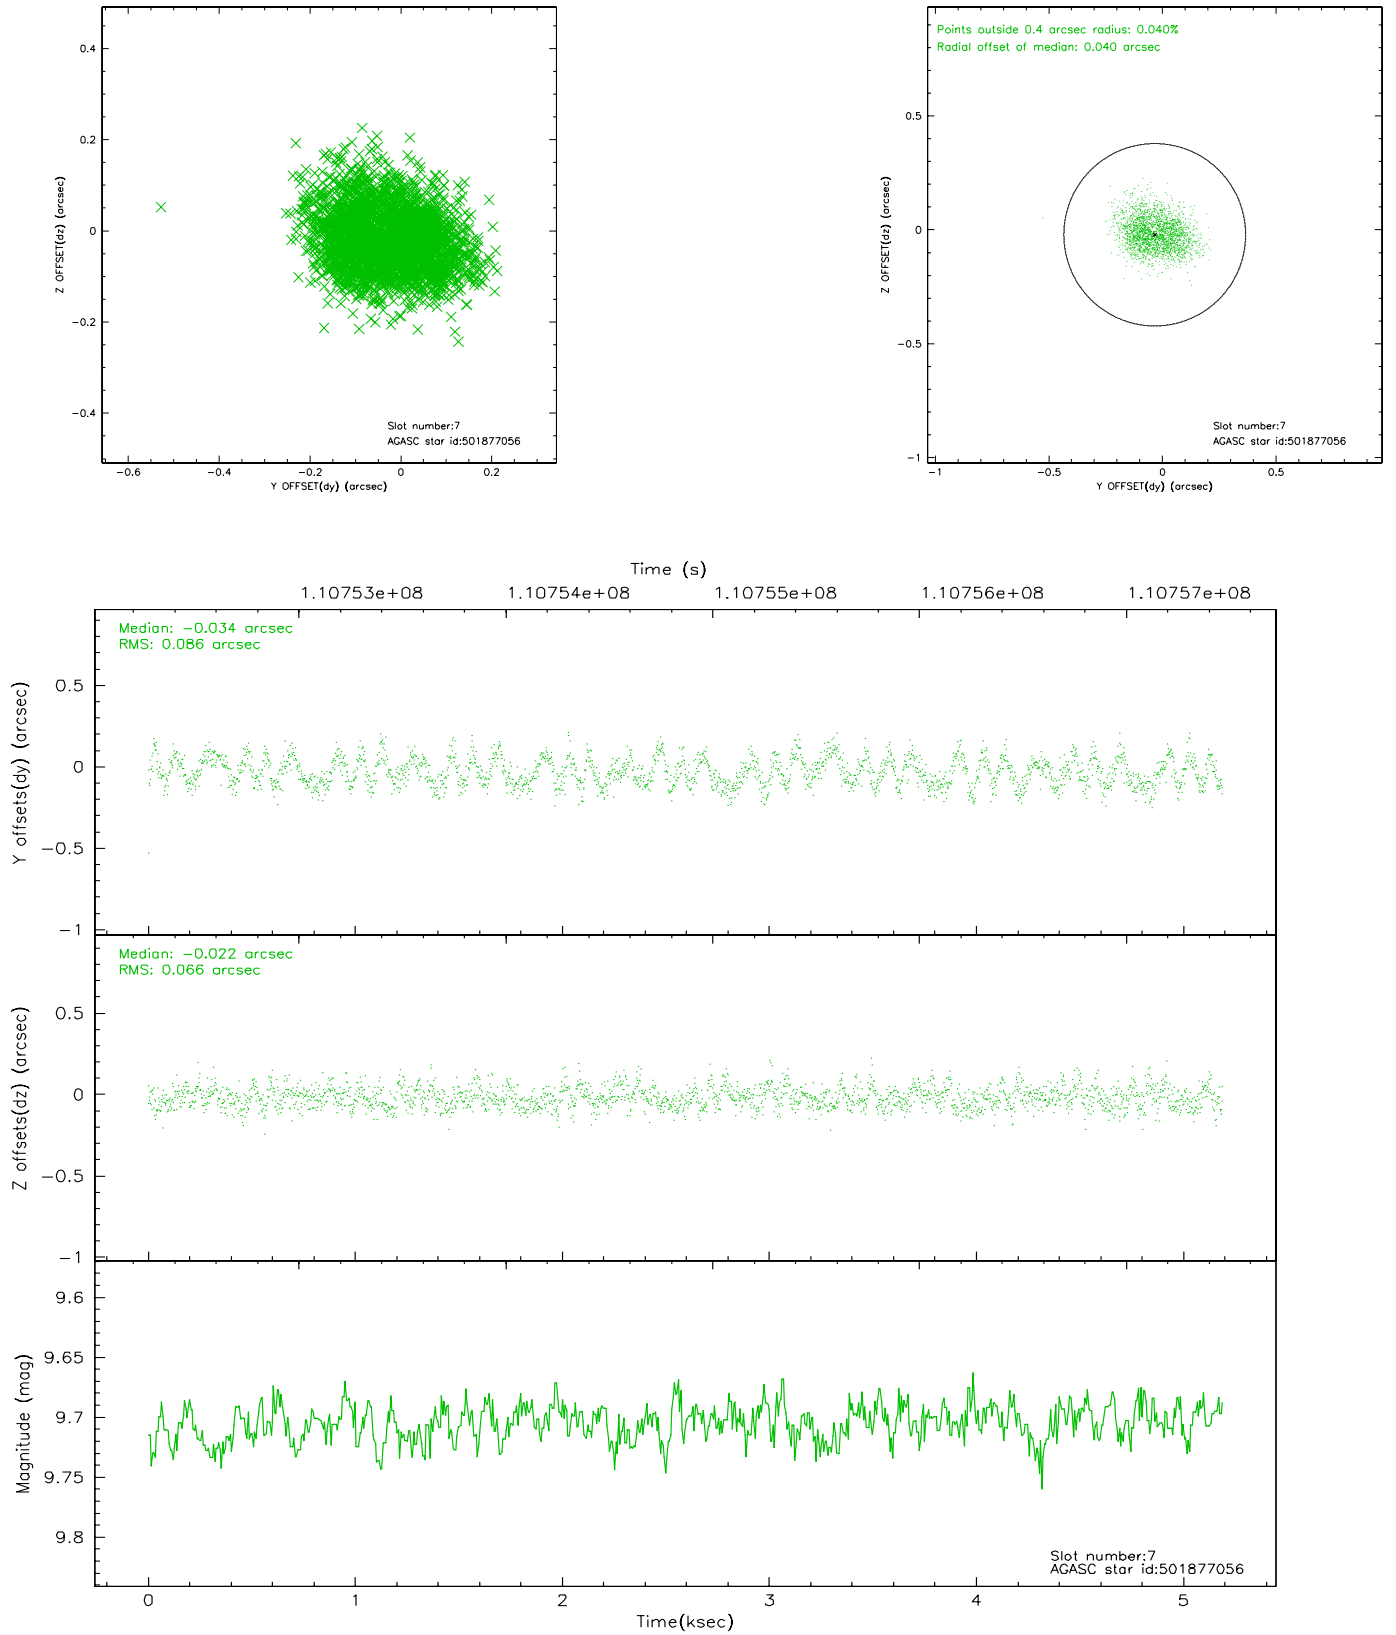 0.4
0.2
0
-0.2
-0.4
Z OFFSET(dz) (arcsec)
Slot number:7
AGASC star id:501877056
-0.6 -0.4 -0.2 0 0.2
Y OFFSET(dy) (arcsec)
Points outside 0.4 arcsec radius: 0.040%
Radial offset of median: 0.040 arcsec
0.5
0
-0.5
-1
Z OFFSET(dz) (arcsec)
Slot number:7
AGASC star id:501877056
-1 -0.5 0 0.5
Y OFFSET(dy) (arcsec)
Time (s)
1.10753e+08 1.10754e+08 1.10755e+08 1.10756e+08 1.10757e+08
Median: -0.034 arcsec
RMS: 0.086 arcsec
0.5
0
-0.5
-1
Y offsets(dy) (arcsec)
Median: -0.022 arcsec
RMS: 0.066 arcsec
0.5
0
-0.5
-1
Z offsets(dz) (arcsec)
9.6
9.65
9.7
9.75
9.8
Magnitude (mag)
Slot number:7
AGASC star id:501877056
0 1 2 3 4 5
Time(ksec)